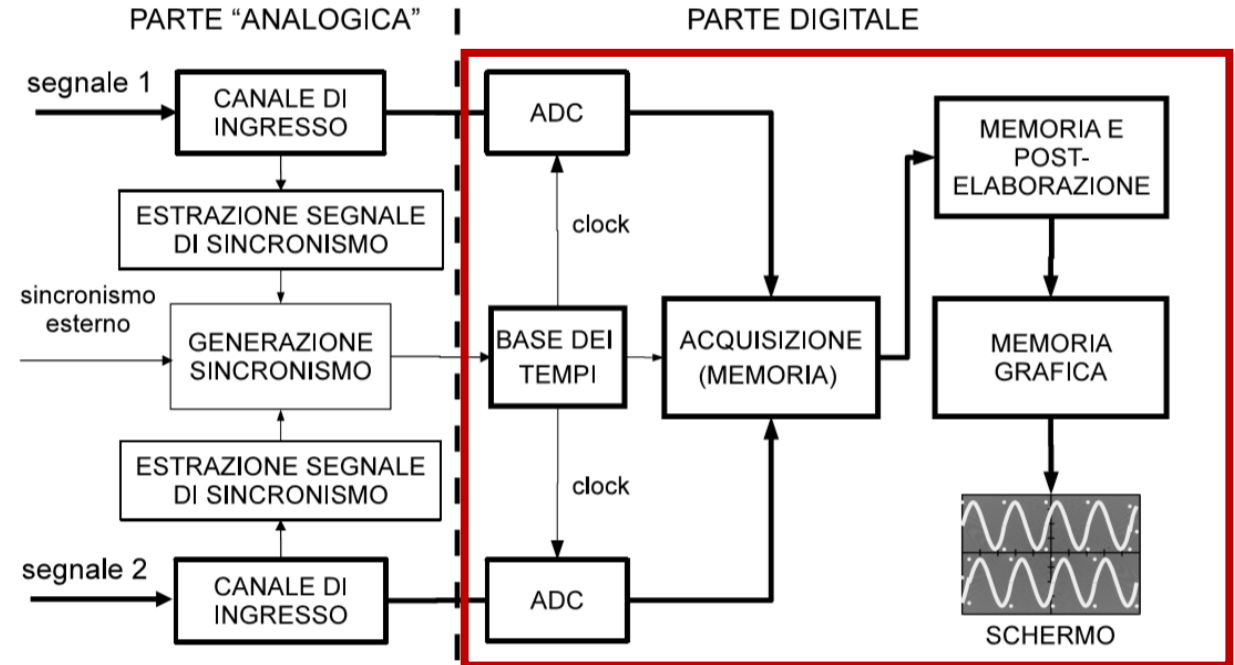 PARTE “ANALOGICA”
PARTE DIGITALE
segnale 1
CANALE DI
INGRESSO
ADC
MEMORIA E
POST-
ELABORAZIONE
ESTRAZIONE SEGNALE
DI SINCRONISMO
clock
sincronismo
esterno
GENERAZIONE
SINCRONISMO
BASE DEI
TEMPI
ACQUISIZIONE
(MEMORIA)
MEMORIA
GRAFICA
ESTRAZIONE SEGNALE
DI SINCRONISMO
clock
segnale 2
CANALE DI
INGRESSO
ADC
SCHERMO